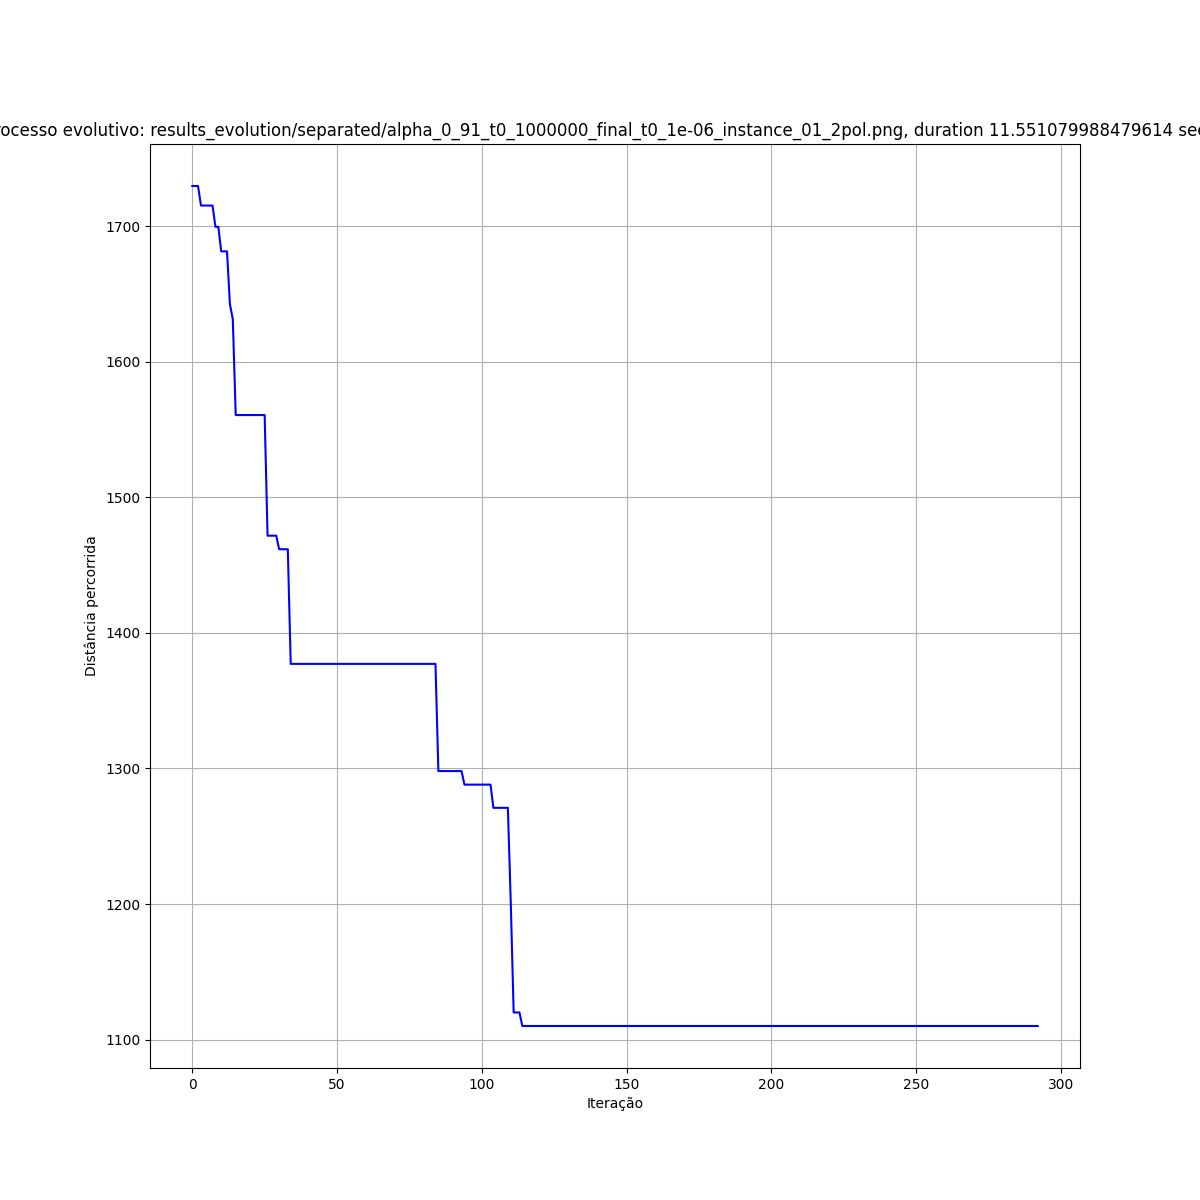 ocesso evolutivo: results_evolution/separated/alpha_0_91_t0_1000000_final_t0_1e-06_instance_01_2pol.png, duration 11.551079988479614 se
1700
1600
1500
1400
1300
1200
1100
Distância percorrida
0 50 100 150 200 250 300
Iteração